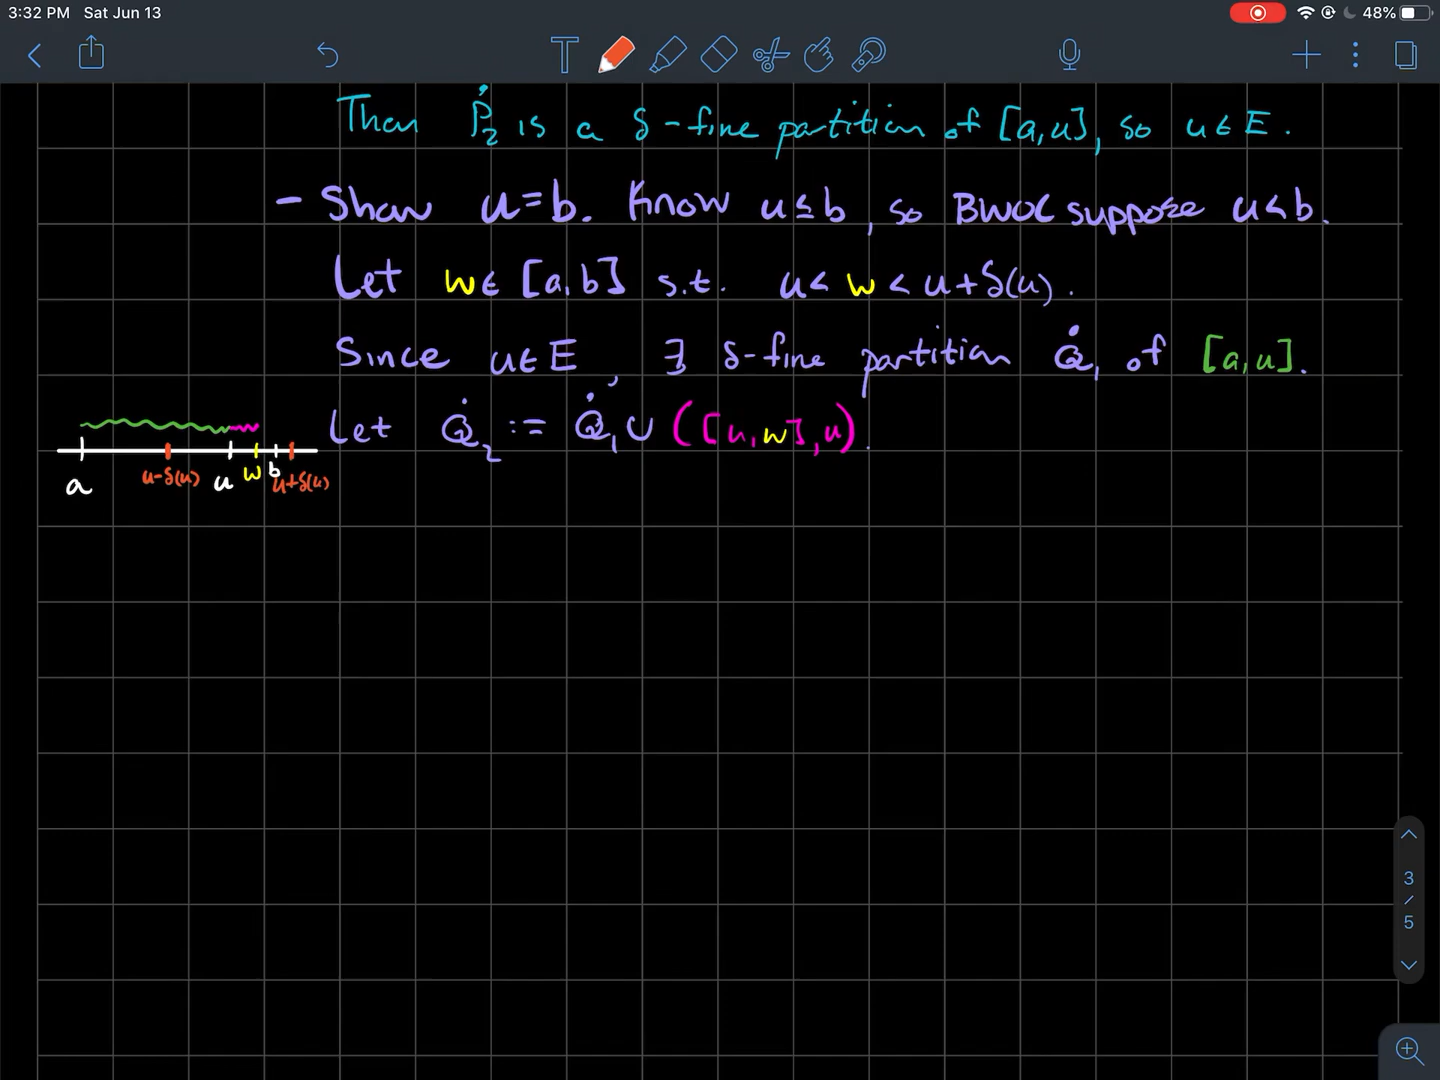 3:32 PM Sat Jun 13 48%
Then Ṗ₂ is a δ-fine partition of [a,u], so u∈E.
- Show u=b. Know u≤b, so BWOC suppose u<b.
Let w∈[a,b] s.t. u<w<u+δ(u).
Since u∈E, ∃ δ-fine partition Q̇₁ of [a,u].
Let Q̇₂ := Q̇₁∪([u,w],u).
a u-δ(u) u w b u+δ(u)
3
/
5